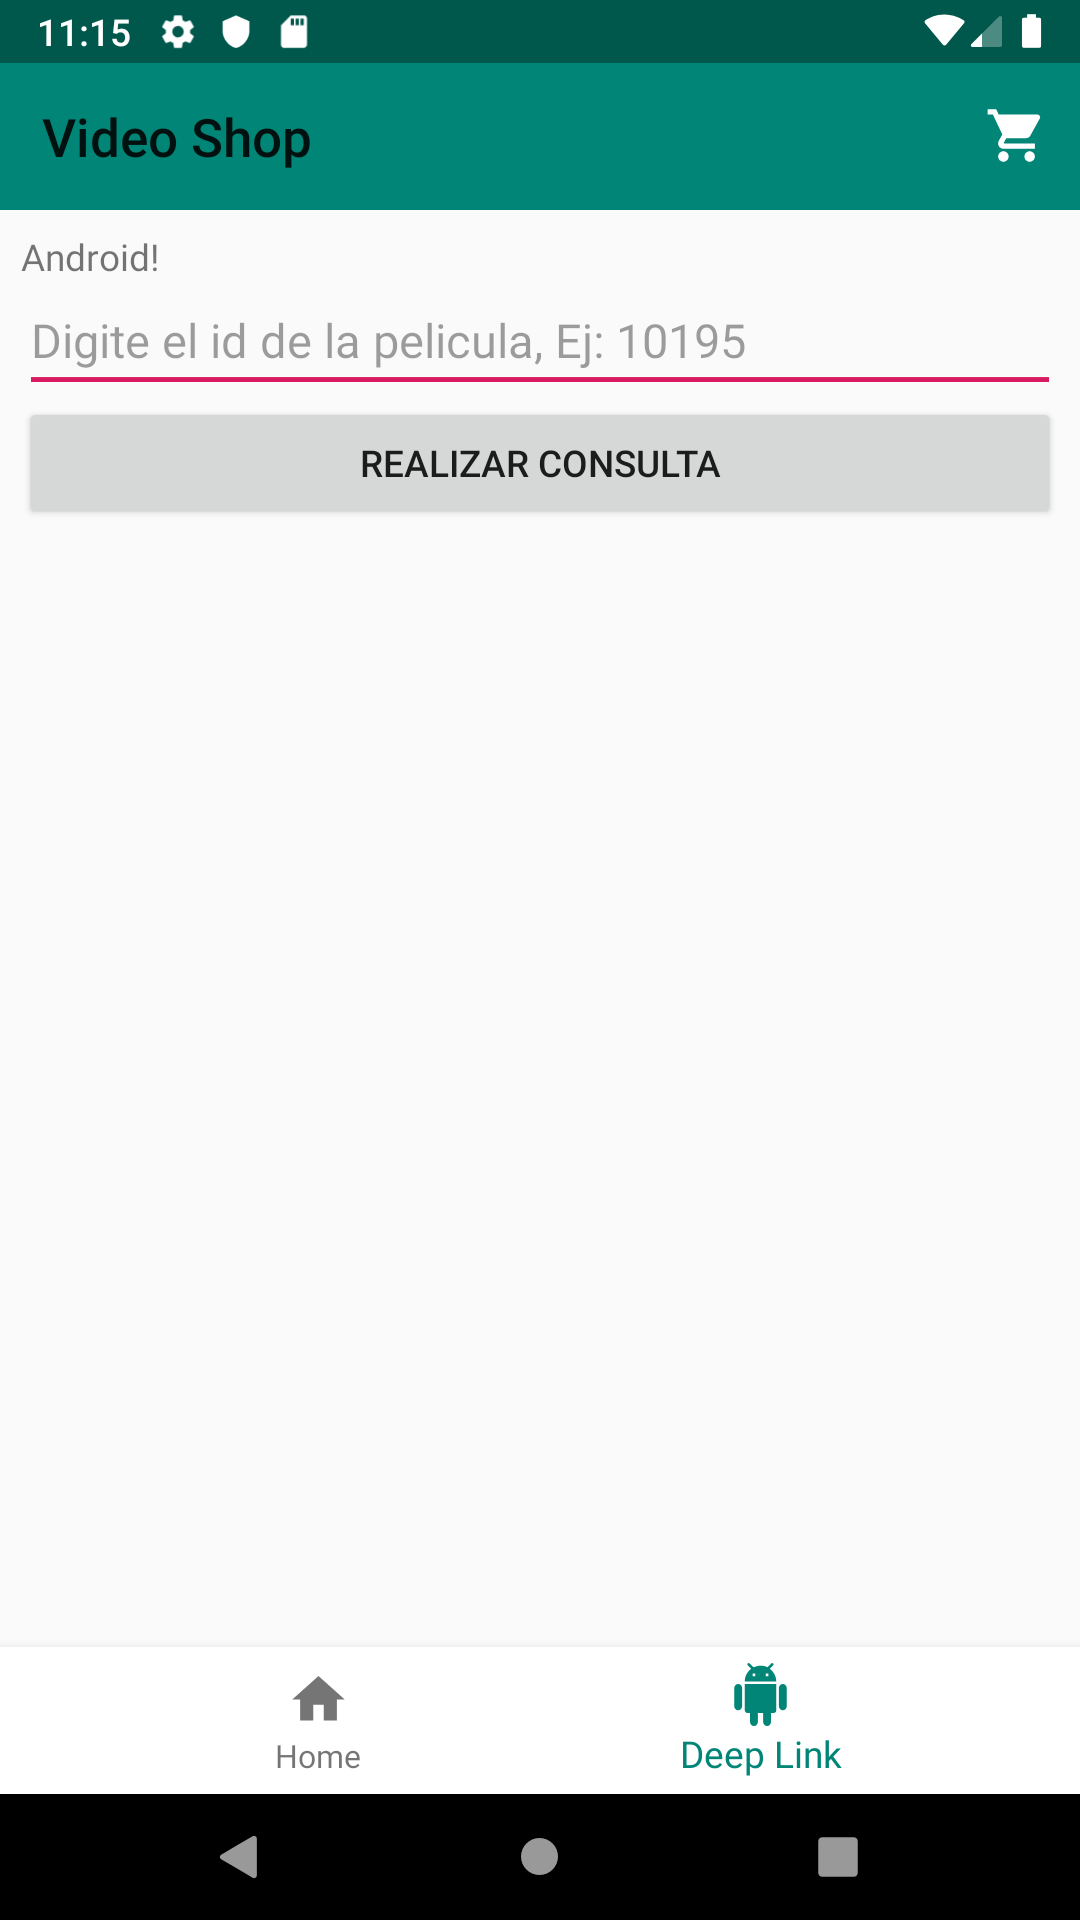 11:15
Video Shop
Android!
Digite el id de la pelicula, Ej: 10195
REALIZAR CONSULTA
Home
Deep Link